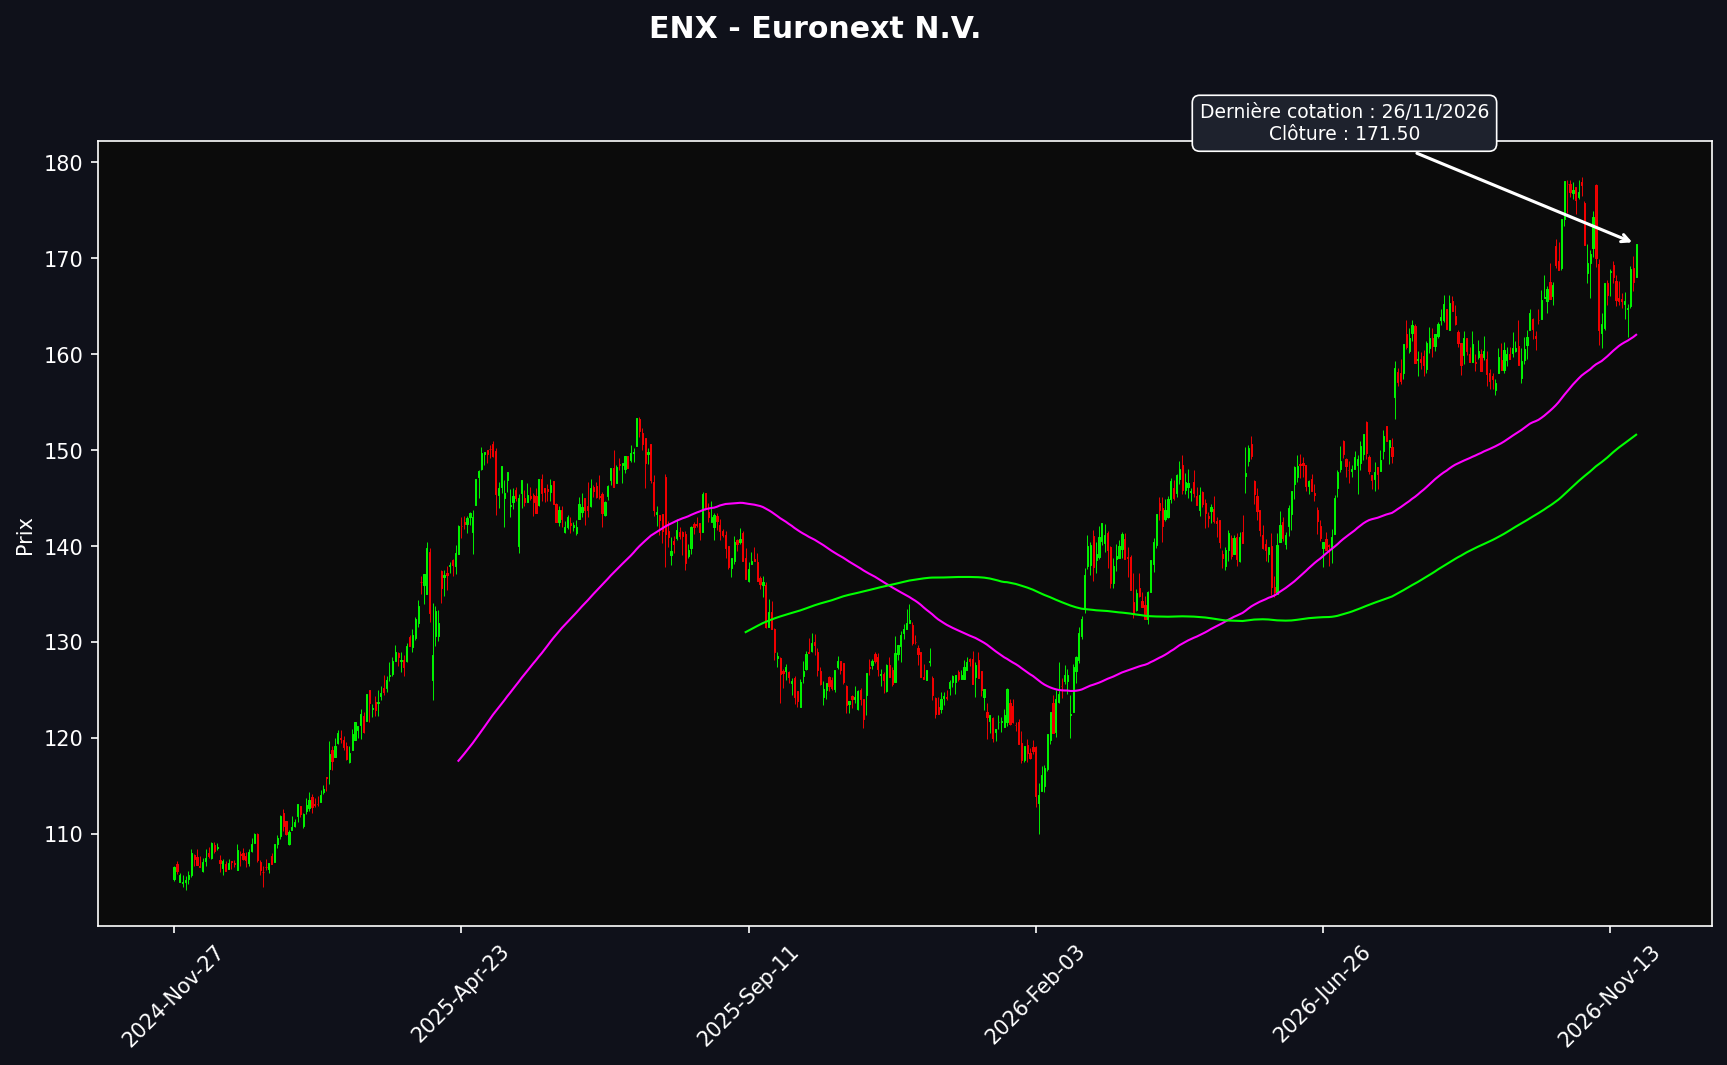 ENX - Euronext N.V.
Dernière cotation : 26/11/2026
Clôture : 171.50
180
170
160
150
140
130
120
110
Prix
2024-Nov-27
2025-Apr-23
2025-Sep-11
2026-Feb-03
2026-Jun-26
2026-Nov-13